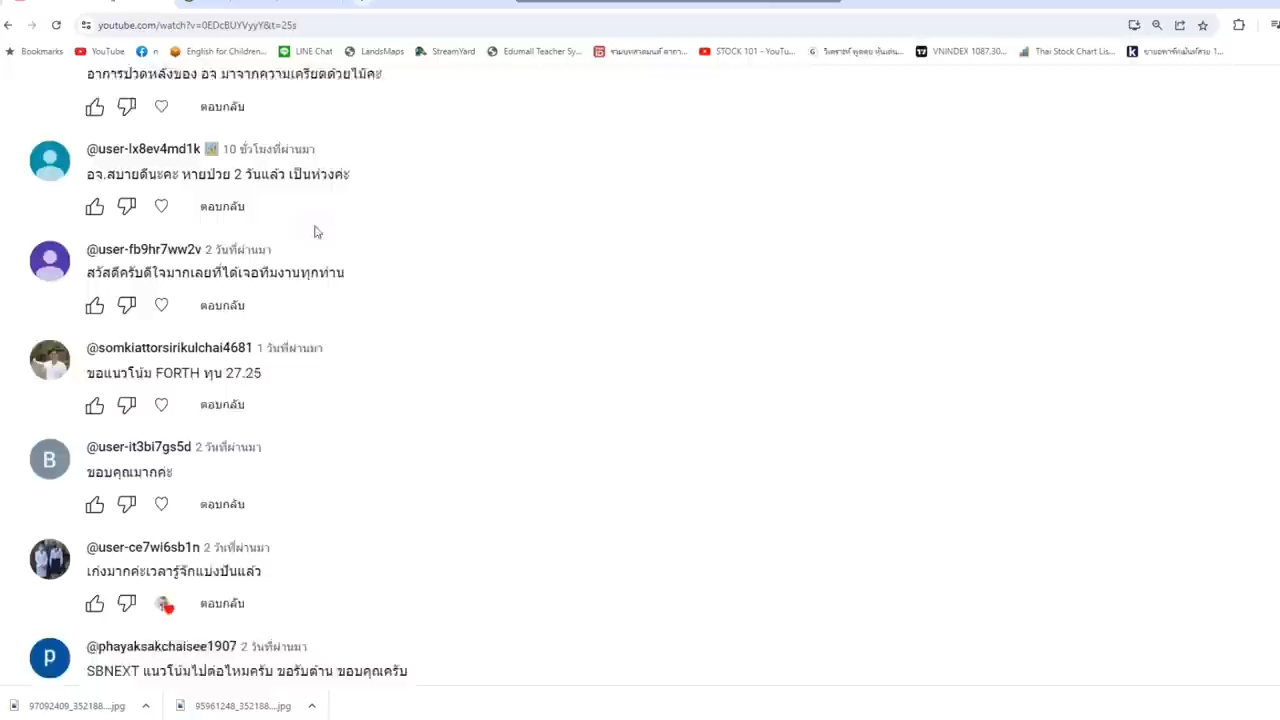 youtube.com/watch?v=0EDcBUYVyyY&t=25s
Bookmarks YouTube n English for Children... LINE Chat LandsMaps StreamYard Edumall Teacher Sy... STOCK 101 - YouTu... VNINDEX 1087.30... Thai Stock Chart Lis...
อาการปวดหลังของ อจ มาจากความเครียดด้วยไม๊คะ
ตอบกลับ
@user-lx8ev4md1k 10 ชั่วโมงที่ผ่านมา
อจ.สบายดีนะคะ หายป่วย 2 วันแล้ว เป็นห่วงค่ะ
ตอบกลับ
@user-fb9hr7ww2v 2 วันที่ผ่านมา
สวัสดีครับดีใจมากเลยที่ได้เจอทีมงานทุกท่าน
ตอบกลับ
@somkiattorsirikulchai4681 1 วันที่ผ่านมา
ขอแนวโน้ม FORTH ทุน 27.25
ตอบกลับ
B
@user-it3bi7gs5d 2 วันที่ผ่านมา
ขอบคุณมากค่ะ
ตอบกลับ
@user-ce7wi6sb1n 2 วันที่ผ่านมา
เก่งมากค่ะเวลารู้จักแบ่งปันแล้ว
ตอบกลับ
p
@phayaksakchaisee1907 2 วันที่ผ่านมา
SBNEXT แนวโน้มไปต่อไหมครับ ขอรับต้าน ขอบคุณครับ
97092409_352188....jpg 95961248_352188....jpg